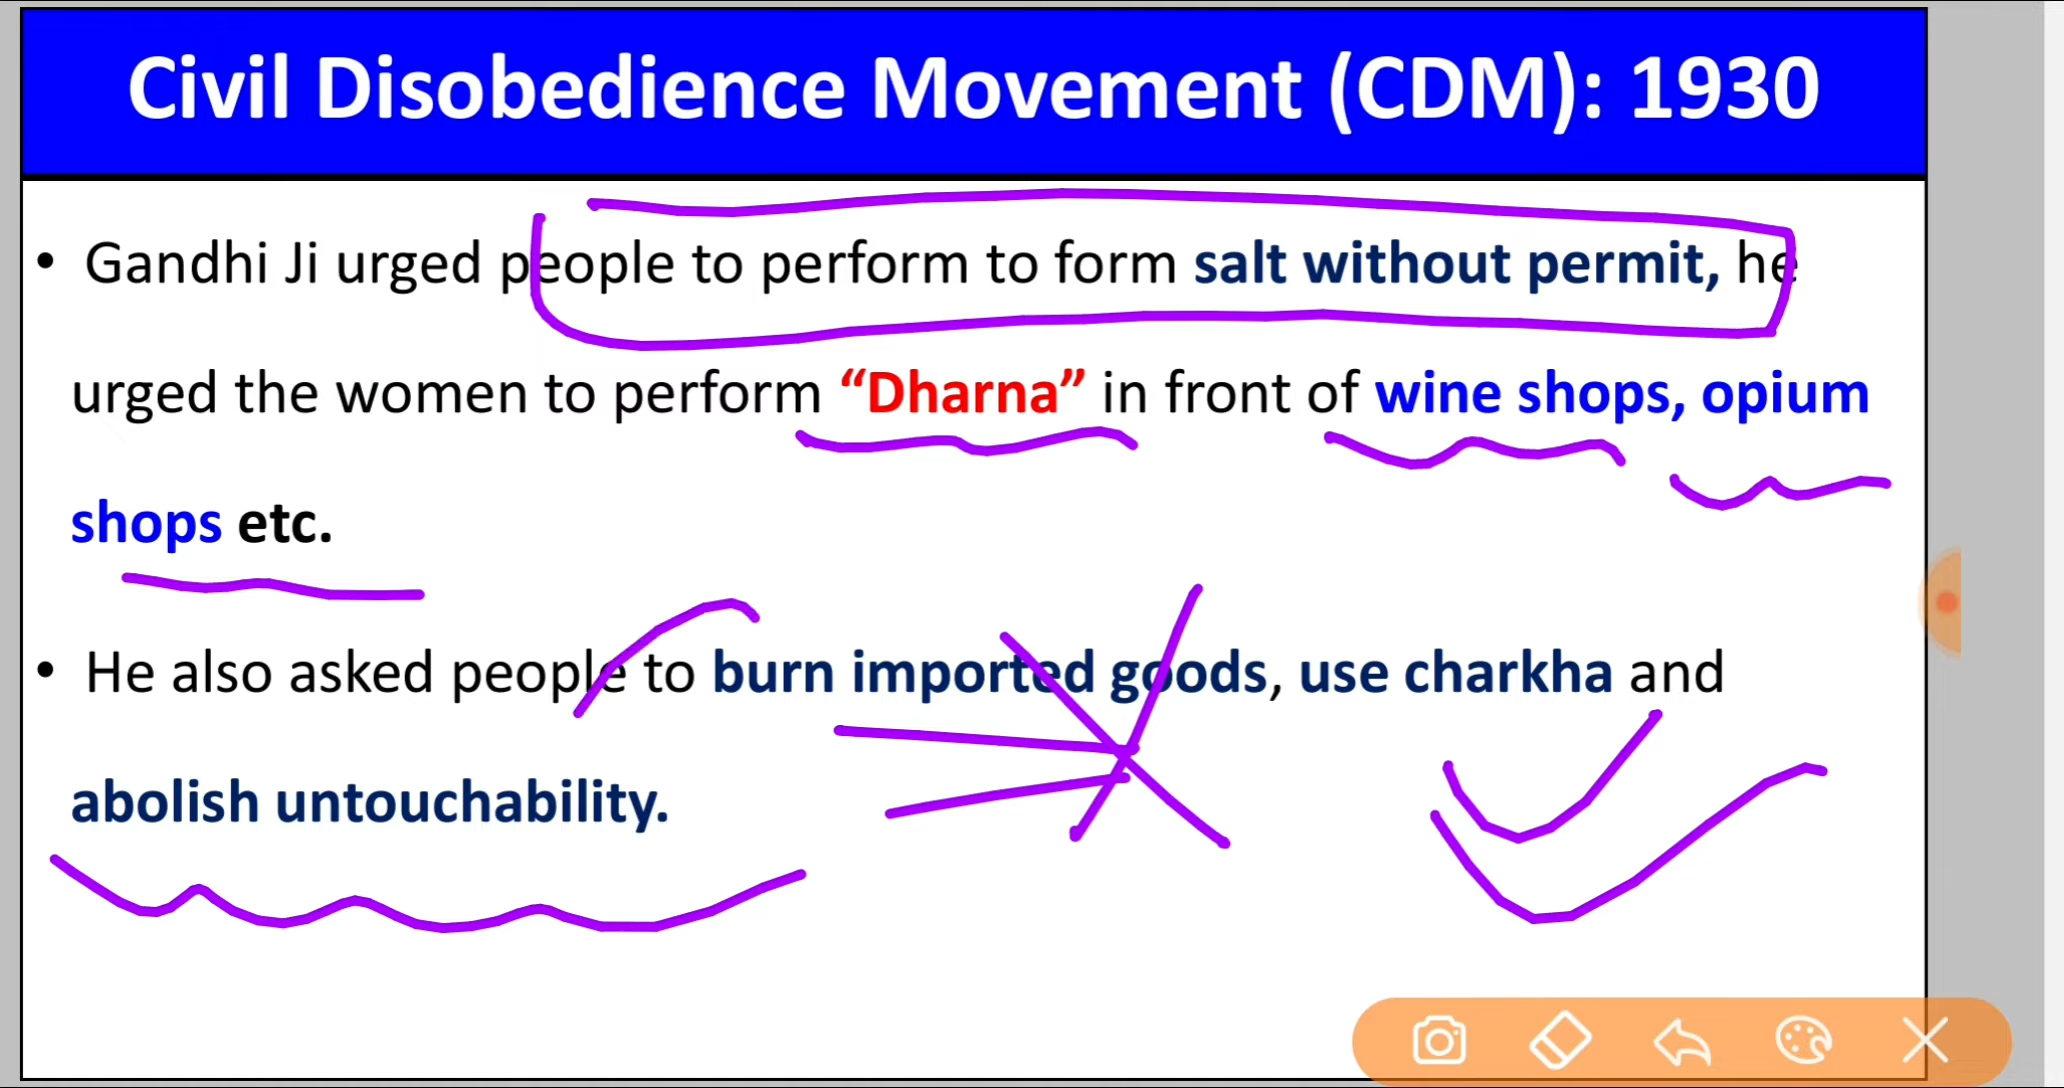 Civil Disobedience Movement (CDM): 1930
• Gandhi Ji urged people to perform to form salt without permit, he
urged the women to perform “Dharna” in front of wine shops, opium
shops etc.
• He also asked people to burn imported goods, use charkha and
abolish untouchability.